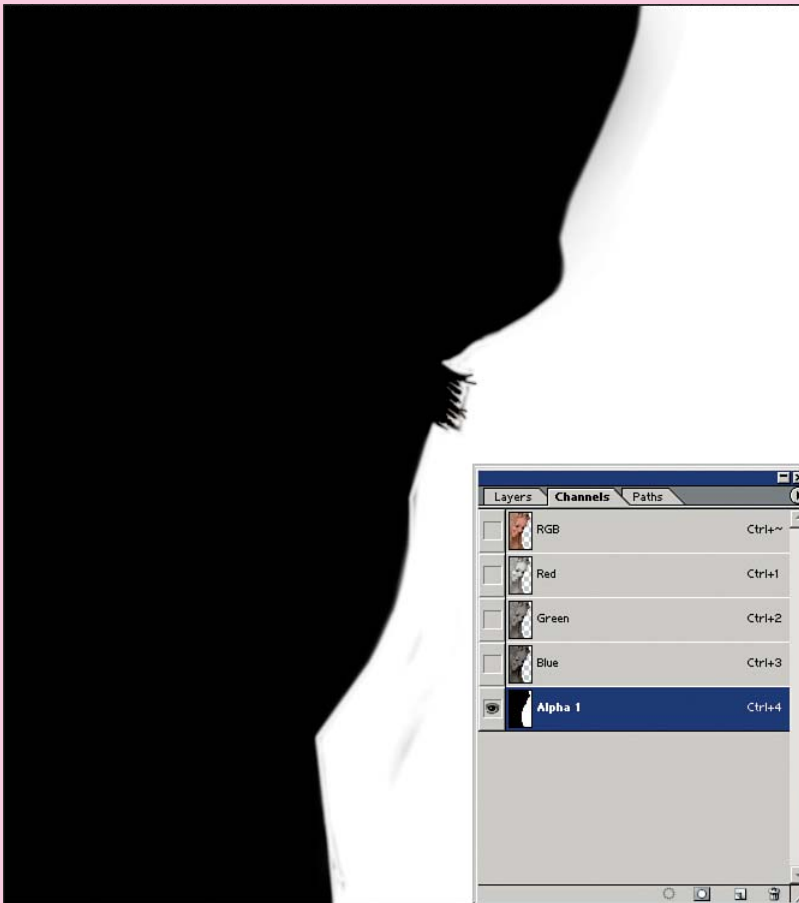 Layers Channels Paths
RGB Ctrl+~
Red Ctrl+1
Green Ctrl+2
Blue Ctrl+3
Alpha 1 Ctrl+4